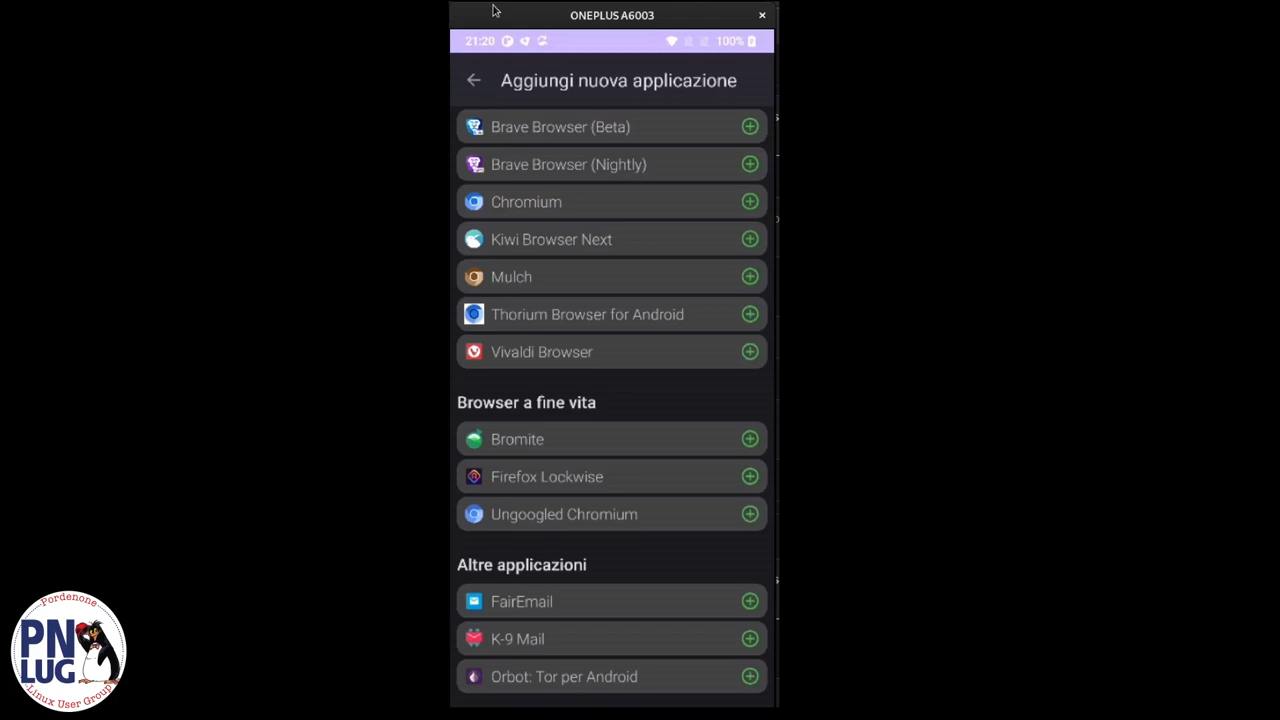 ONEPLUS A6003
21:20
100%
Aggiungi nuova applicazione
Brave Browser (Beta)
Brave Browser (Nightly)
Chromium
Kiwi Browser Next
Mulch
Thorium Browser for Android
Vivaldi Browser
Browser a fine vita
Bromite
Firefox Lockwise
Ungoogled Chromium
Altre applicazioni
FairEmail
K-9 Mail
Orbot: Tor per Android
Pordenone
PN
LUG
Linux User Group